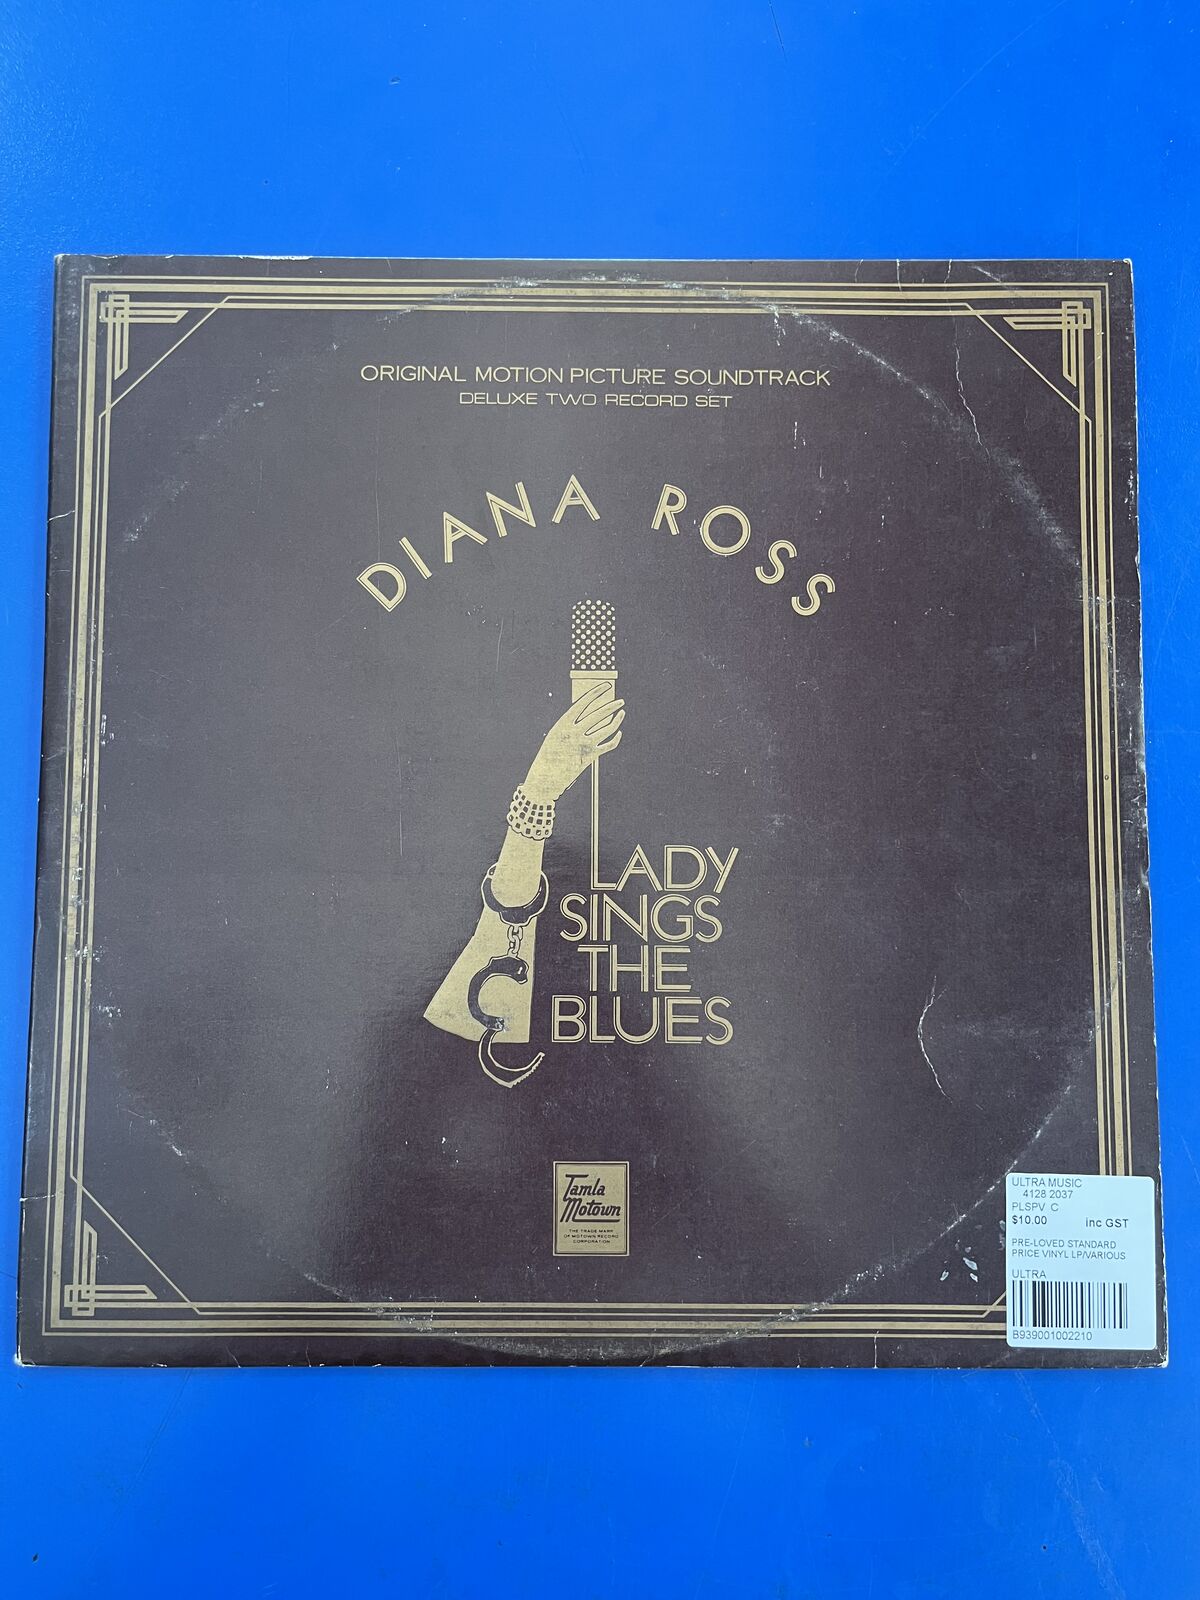 ORIGINAL MOTION PICTURE SOUNDTRACK
DELUXE TWO RECORD SET
DIANA ROSS
LADY
SINGS
THE
BLUES
Tamla
Motown
THE TRADE MARK
OF MOTOWN RECORD
CORPORATION
ULTRA MUSIC
4128 2037
PLSPV C
$10.00 inc GST
PRE-LOVED STANDARD
PRICE VINYL LP/VARIOUS
ULTRA
B939001002210